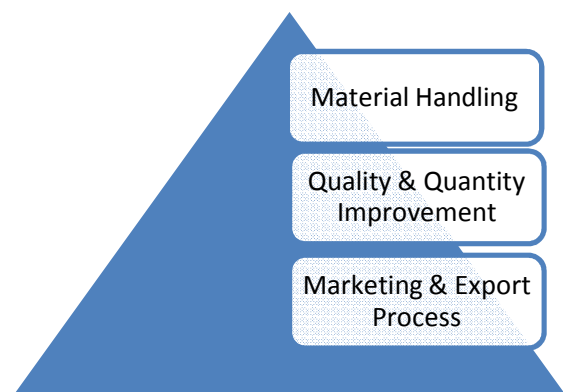 Material Handling
Quality & Quantity
Improvement
Marketing & Export
Process